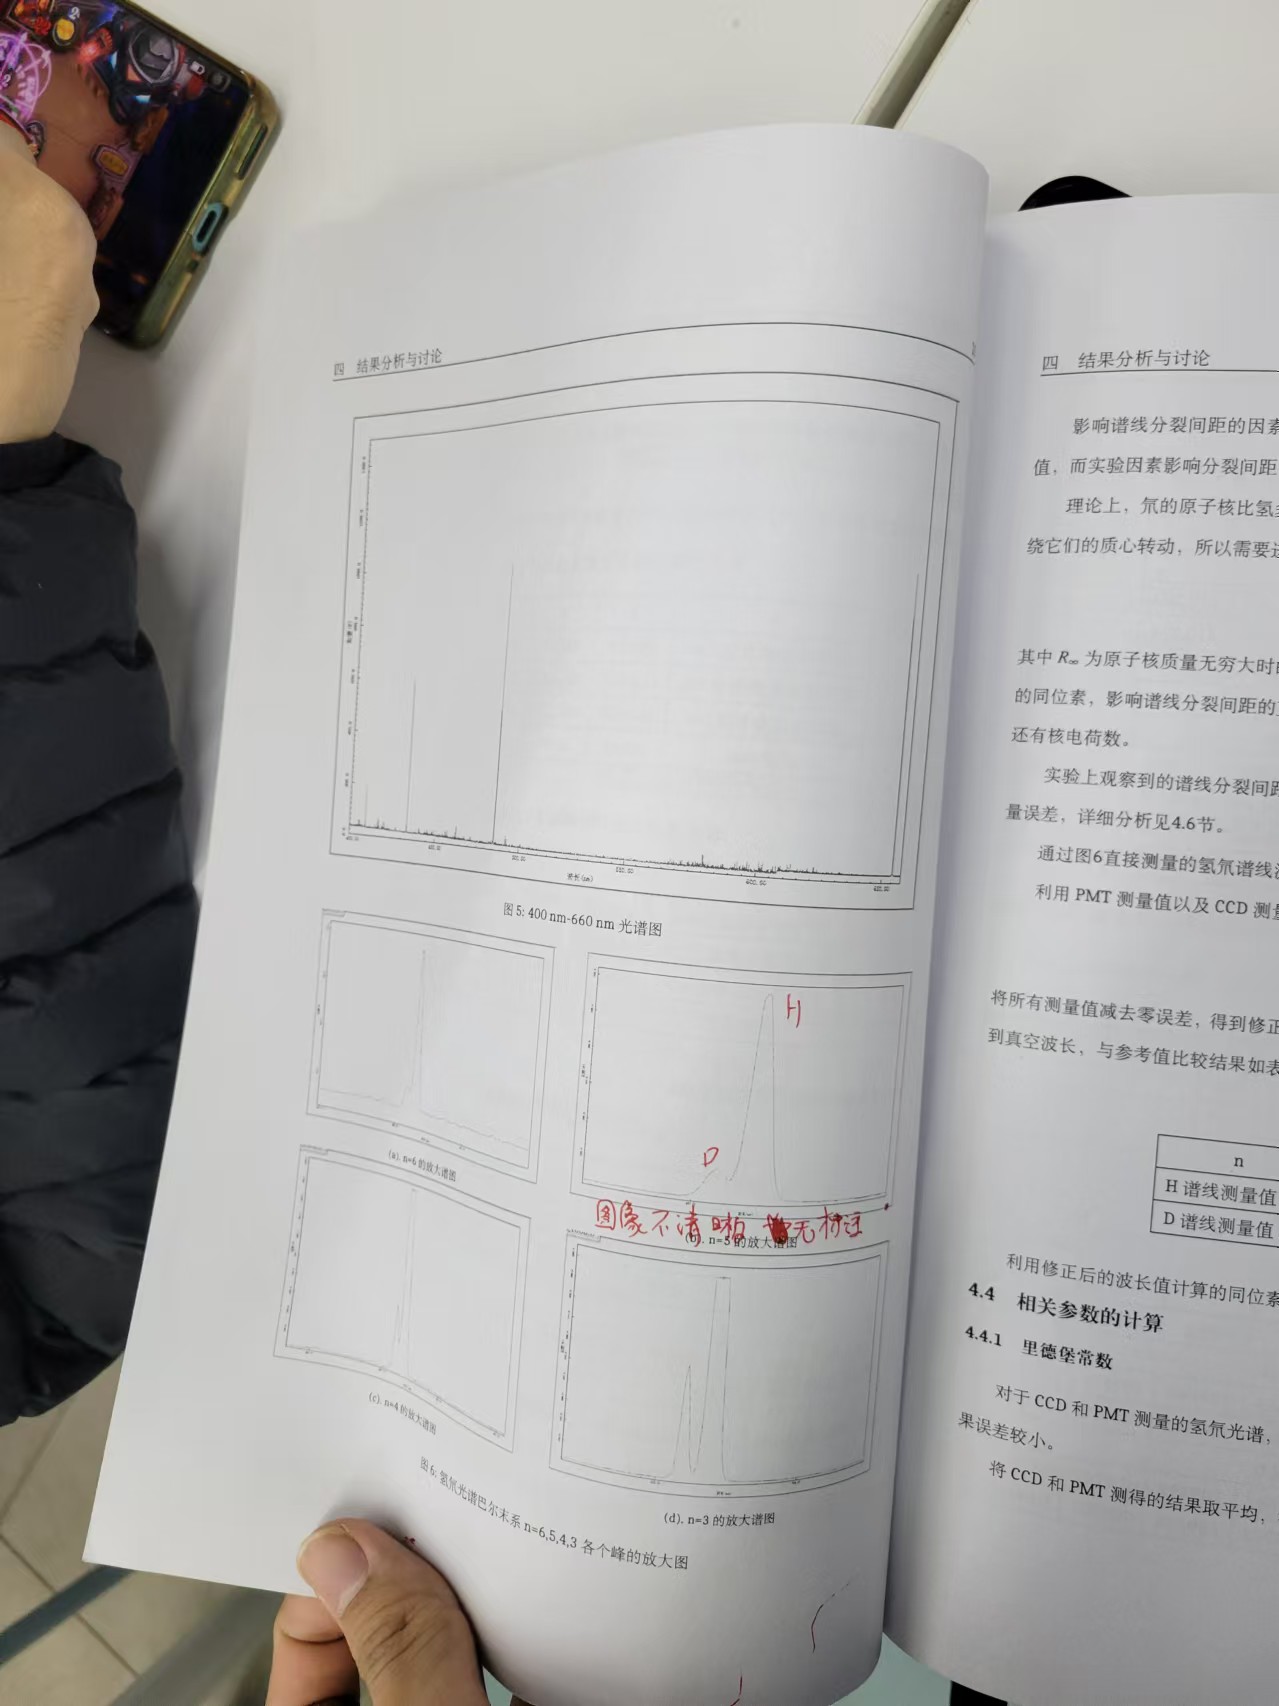 四 结果分析与讨论
波长(nm)
图 5: 400 nm-660 nm 光谱图
H
D
(a). n=6 的放大谱图
图象不清晰 无标注
(b). n=5 的放大谱图
(c). n=4 的放大谱图
(d). n=3 的放大谱图
图 6: 氢氘光谱巴尔末系 n=6,5,4,3 各个峰的放大图
四 结果分析与讨论
影响谱线分裂间距的因素
值，而实验因素影响分裂间距
理论上，氘的原子核比氢
绕它们的质心转动，所以需要
其中 R∞ 为原子核质量无穷大时
的同位素，影响谱线分裂间距的
还有核电荷数。
实验上观察到的谱线分裂间距
量误差，详细分析见4.6节。
通过图6直接测量的氢氘谱线
利用 PMT 测量值以及 CCD 测量
将所有测量值减去零误差，得到修正
到真空波长，与参考值比较结果如表
n
H 谱线测量值
D 谱线测量值
利用修正后的波长值计算的同位素
4.4 相关参数的计算
4.4.1 里德堡常数
对于 CCD 和 PMT 测量的氢氘光谱，
果误差较小。
将 CCD 和 PMT 测得的结果取平均，